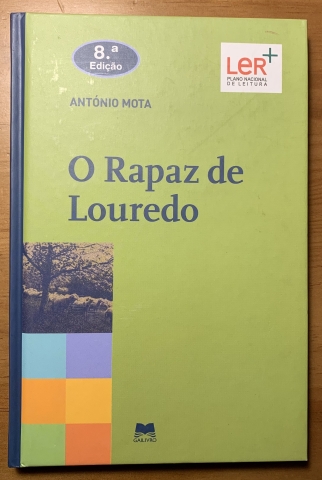 8.ª
Edição
LeR+
PLANO NACIONAL
DE LEITURA
ANTÓNIO MOTA
O Rapaz de
Louredo
GAILIVRO